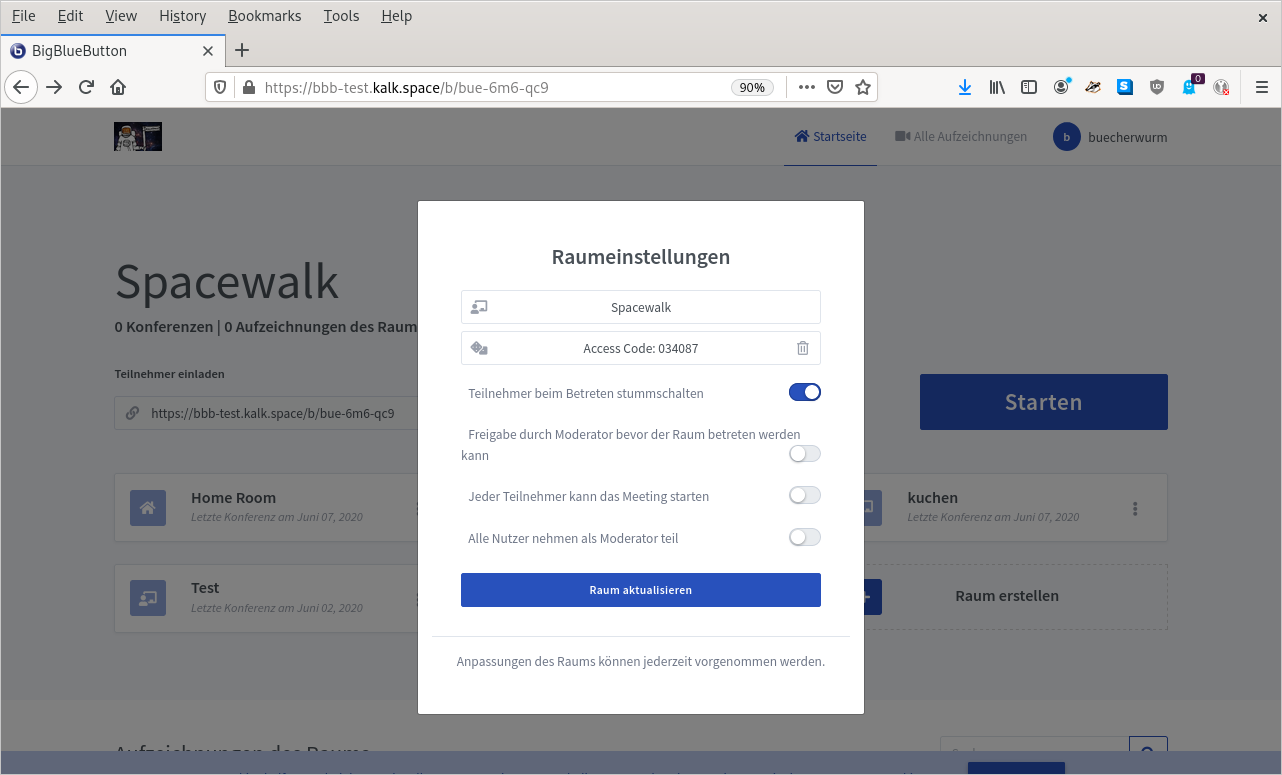 File Edit View History Bookmarks Tools Help
BigBlueButton
https://bbb-test.kalk.space/b/bue-6m6-qc9
90%
0
Startseite
Alle Aufzeichnungen
b
buecherwurm
Spacewalk
0 Konferenzen | 0 Aufzeichnungen des Raum
Teilnehmer einladen
https://bbb-test.kalk.space/b/bue-6m6-qc9
Starten
Home Room
Letzte Konferenz am Juni 07, 2020
kuchen
Letzte Konferenz am Juni 07, 2020
Test
Letzte Konferenz am Juni 02, 2020
Raum erstellen
Raumeinstellungen
Spacewalk
Access Code: 034087
Teilnehmer beim Betreten stummschalten
Freigabe durch Moderator bevor der Raum betreten werden
kann
Jeder Teilnehmer kann das Meeting starten
Alle Nutzer nehmen als Moderator teil
Raum aktualisieren
Anpassungen des Raums können jederzeit vorgenommen werden.
Aufzeichnungen des Raums